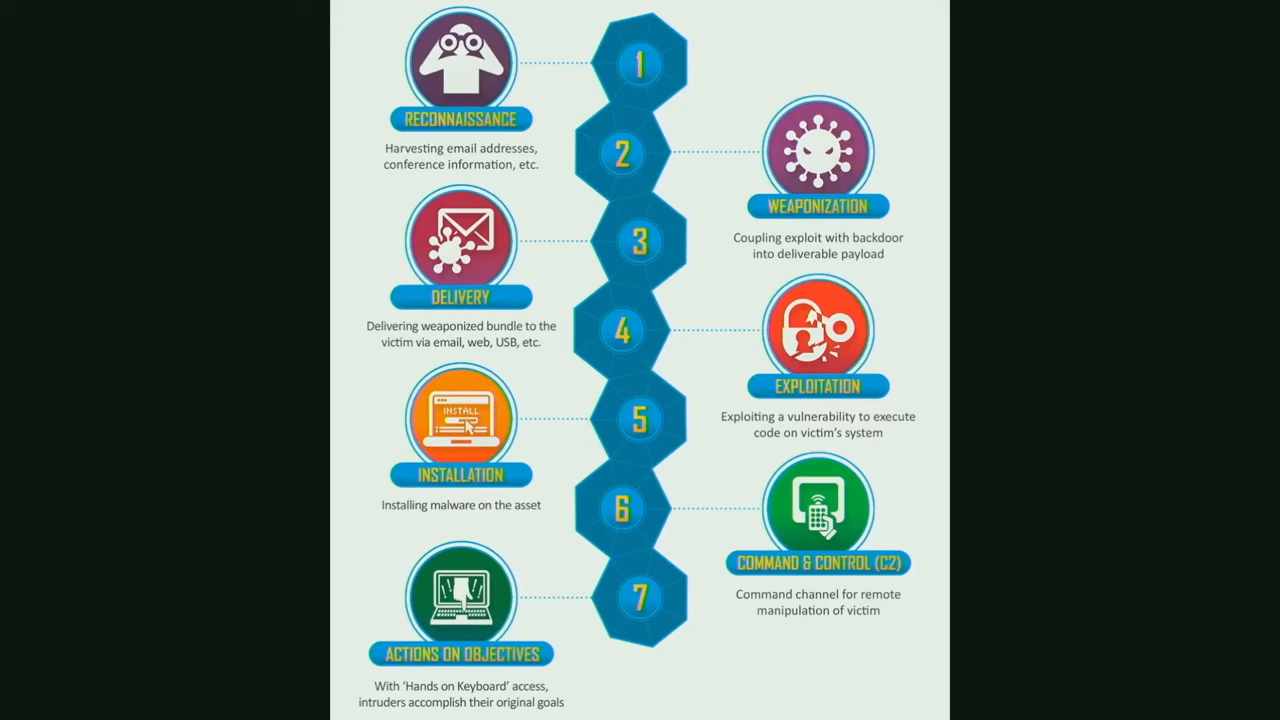 1
RECONNAISSANCE
Harvesting email addresses,
conference information, etc.
2
WEAPONIZATION
Coupling exploit with backdoor
into deliverable payload
3
DELIVERY
Delivering weaponized bundle to the
victim via email, web, USB, etc.
4
EXPLOITATION
Exploiting a vulnerability to execute
code on victim's system
5
INSTALL
INSTALLATION
Installing malware on the asset
6
COMMAND & CONTROL (C2)
Command channel for remote
manipulation of victim
7
ACTIONS ON OBJECTIVES
With ‘Hands on Keyboard’ access,
intruders accomplish their original goals